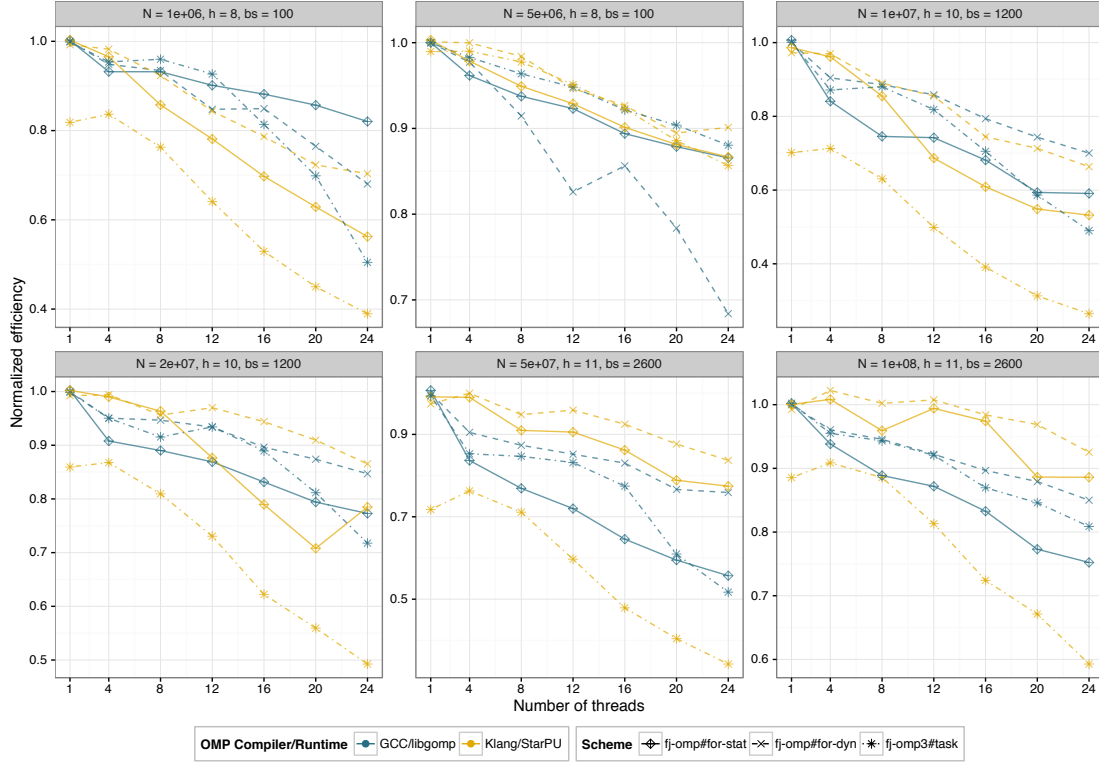 N = 1e+06, h = 8, bs = 100
N = 5e+06, h = 8, bs = 100
N = 1e+07, h = 10, bs = 1200
1.0
0.8
0.6
0.4
1.0
0.9
0.8
0.7
1.0
0.8
0.6
0.4
1 4 8 12 16 20 24
1 4 8 12 16 20 24
1 4 8 12 16 20 24
Normalized efficiency
N = 2e+07, h = 10, bs = 1200
N = 5e+07, h = 11, bs = 2600
N = 1e+08, h = 11, bs = 2600
1.0
0.9
0.8
0.7
0.6
0.5
0.9
0.7
0.5
1.0
0.9
0.8
0.7
0.6
1 4 8 12 16 20 24
1 4 8 12 16 20 24
1 4 8 12 16 20 24
Number of threads
OMP Compiler/Runtime GCC/libgomp Klang/StarPU
Scheme fj-omp#for-stat fj-omp#for-dyn fj-omp3#task